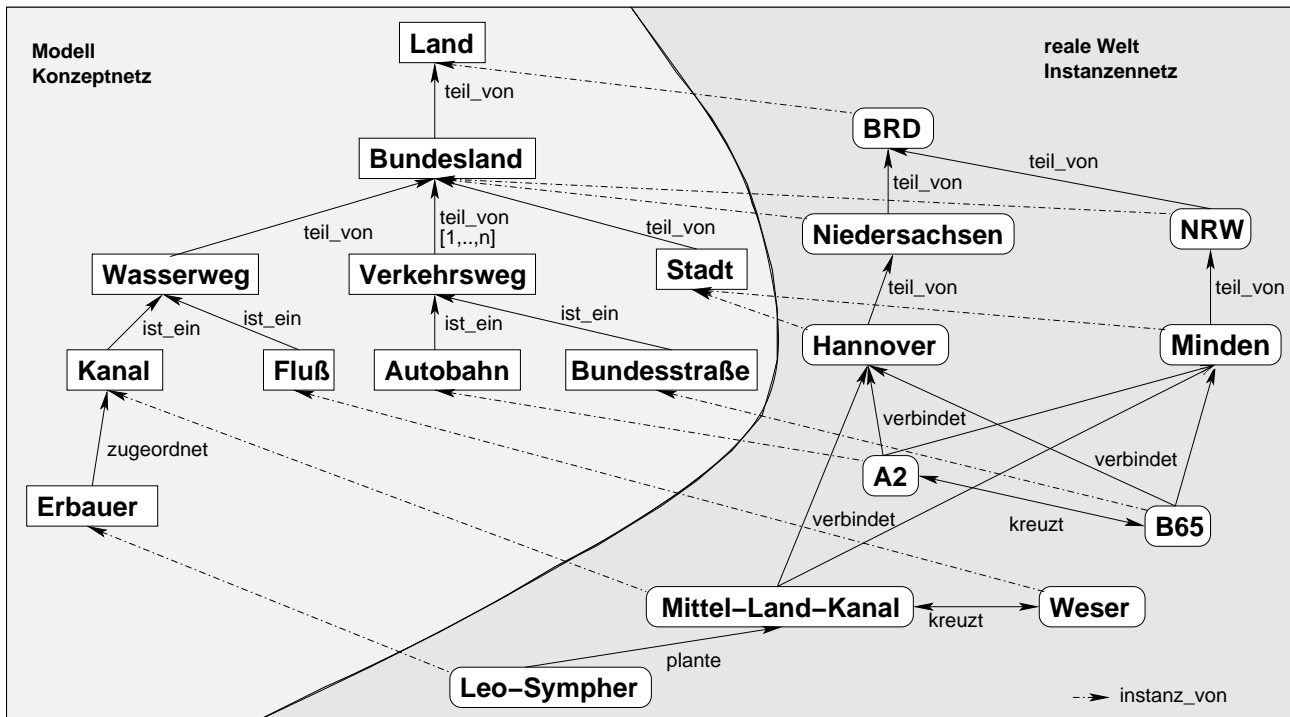 Modell
Konzeptnetz
Land
reale Welt
Instanzennetz
teil_von
BRD
Bundesland
teil_von
teil_von
teil_von
teil_von
[1,..,n]
teil_von
Niedersachsen
NRW
Wasserweg
Verkehrsweg
Stadt
teil_von
teil_von
ist_ein
ist_ein
ist_ein
ist_ein
Kanal
Fluß
Autobahn
Bundesstraße
Hannover
Minden
verbindet
zugeordnet
verbindet
A2
Erbauer
verbindet
kreuzt
B65
Mittel–Land–Kanal
kreuzt
Weser
plante
Leo–Sympher
instanz_von